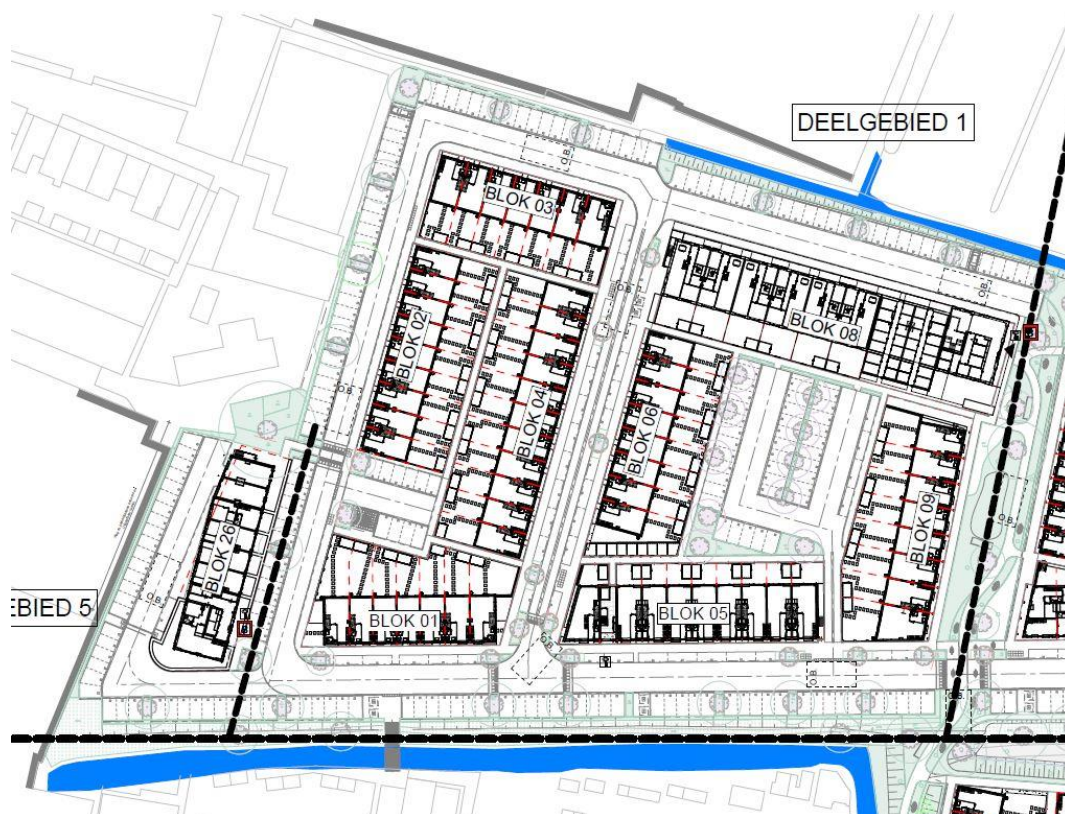 DEELGEBIED 1
BLOK 03
BLOK 02
BLOK 08
BLOK 04
BLOK 06
BLOK 09
BLOK 26
EBIED 5
BLOK 01
BLOK 05
O.B.
O.B.
O.B.
O.B.
O.B.
O.B.
O.B.
O.B.
O.B.